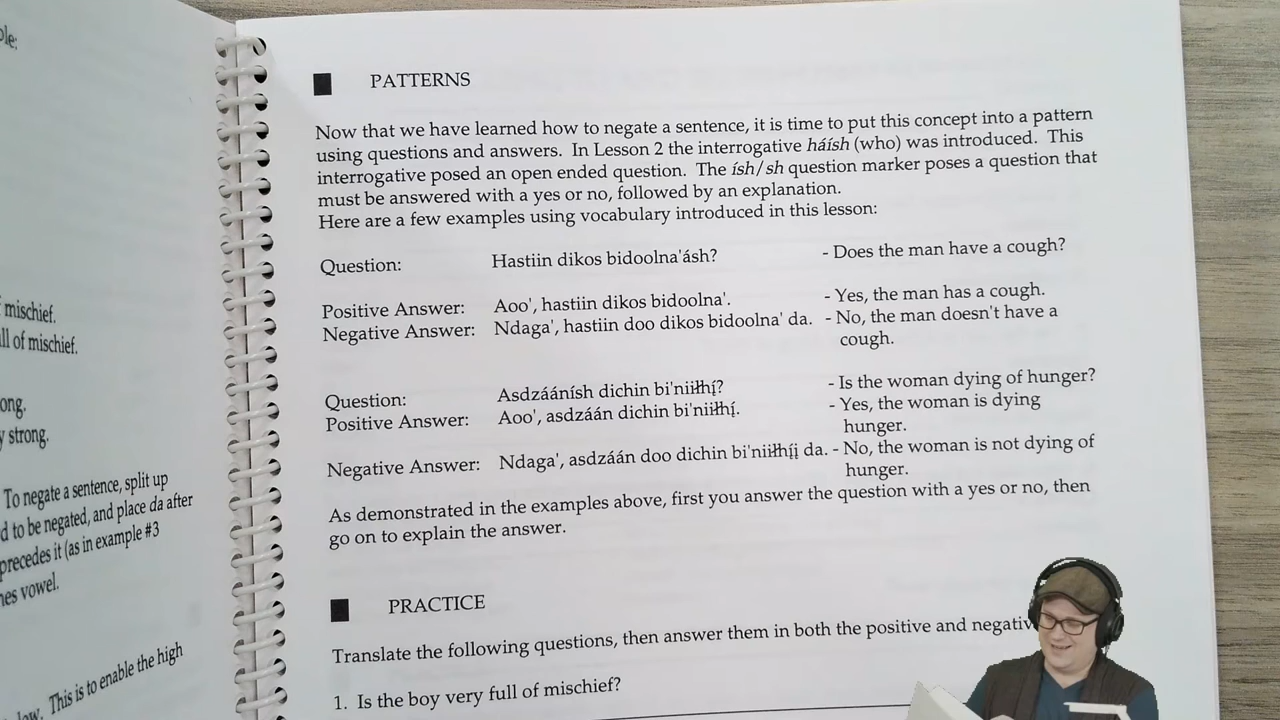 ole:
mischief.
ll of mischief.
ong.
y strong.
To negate a sentence, split up
d to be negated, and place da after
precedes it (as in example #3
nes vowel.
This is to enable the high
■ PATTERNS
Now that we have learned how to negate a sentence, it is time to put this concept into a pattern
using questions and answers. In Lesson 2 the interrogative háísh (who) was introduced. This
interrogative posed an open ended question. The ísh/sh question marker poses a question that
must be answered with a yes or no, followed by an explanation.
Here are a few examples using vocabulary introduced in this lesson:
Question: Hastiin dikos bidoolna'ásh? - Does the man have a cough?
Positive Answer: Aoo', hastiin dikos bidoolna'. - Yes, the man has a cough.
Negative Answer: Ndaga', hastiin doo dikos bidoolna' da. - No, the man doesn't have a
cough.
Question: Asdzáánísh dichin bi'niiłhį́? - Is the woman dying of hunger?
Positive Answer: Aoo', asdzáán dichin bi'niiłhį́. - Yes, the woman is dying
hunger.
Negative Answer: Ndaga', asdzáán doo dichin bi'niiłhį́į da. - No, the woman is not dying of
hunger.
As demonstrated in the examples above, first you answer the question with a yes or no, then
go on to explain the answer.
■ PRACTICE
Translate the following questions, then answer them in both the positive and negativ
1. Is the boy very full of mischief?